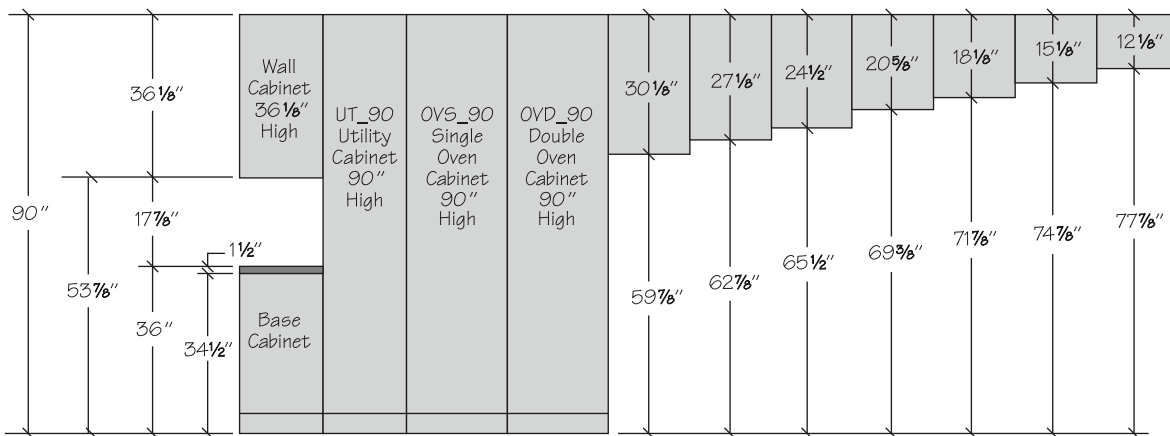 36⅛"
90"
17⅞"
1½"
53⅞"
36"
34½"
Wall
Cabinet
36⅛"
High
Base
Cabinet
UT_90
Utility
Cabinet
90"
High
OVS_90
Single
Oven
Cabinet
90"
High
OVD_90
Double
Oven
Cabinet
90"
High
30⅛"
27⅛"
24½"
20⅝"
18⅛"
15⅛"
12⅛"
59⅞"
62⅞"
65½"
69⅜"
71⅞"
74⅞"
77⅞"